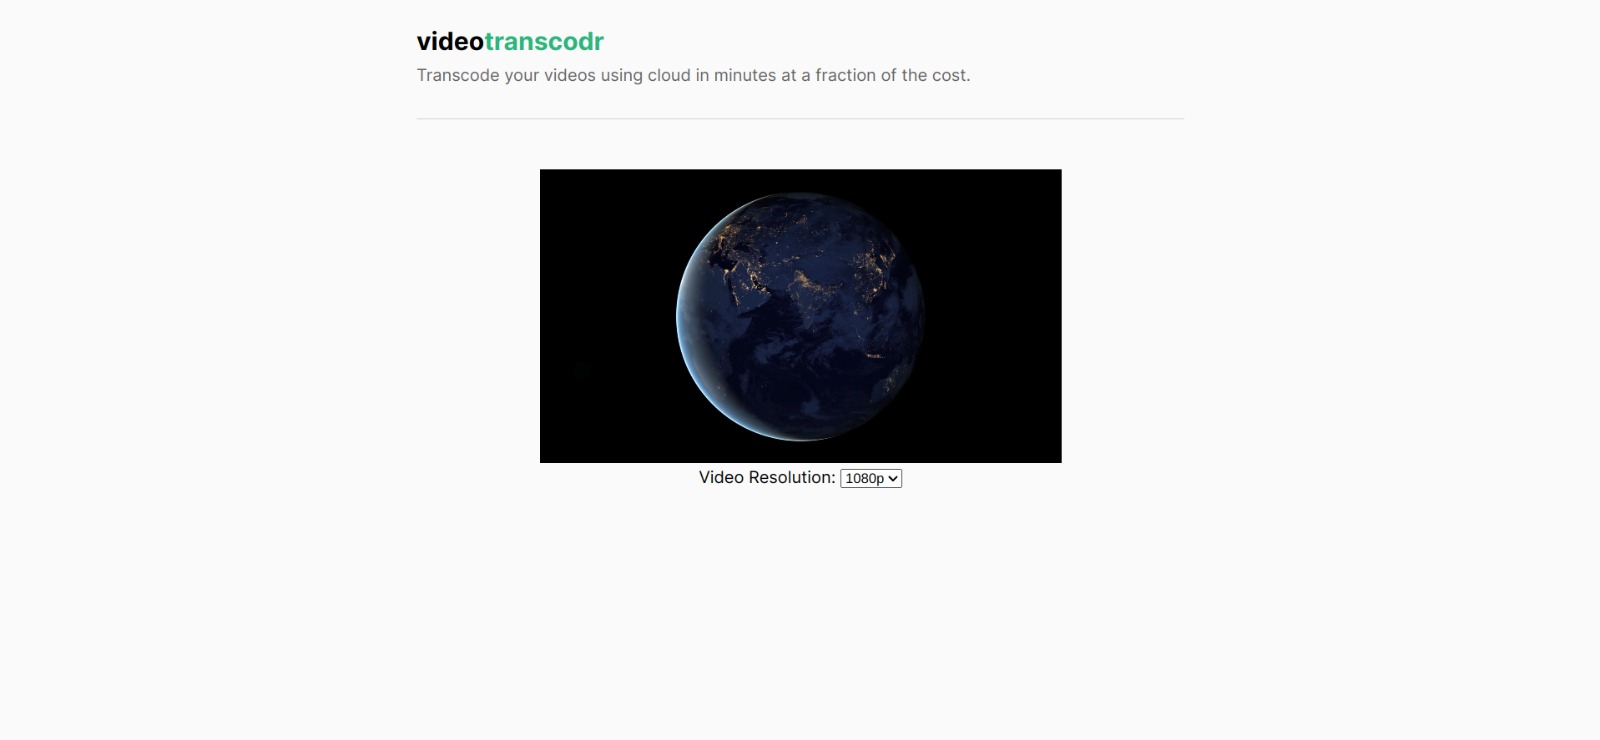 videotranscodr
Transcode your videos using cloud in minutes at a fraction of the cost.
Video Resolution: 1080p